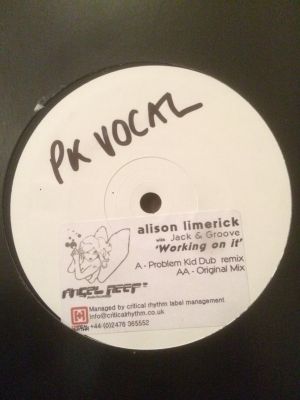 PK VOCAL
alison limerick
with Jack & Groove
'Working on it'
A - Problem Kid Dub remix
AA - Original Mix
ANGEL DEEP
Managed by critical rhythm label management
info@criticalrhythm.co.uk
+44 (0)2476 365552